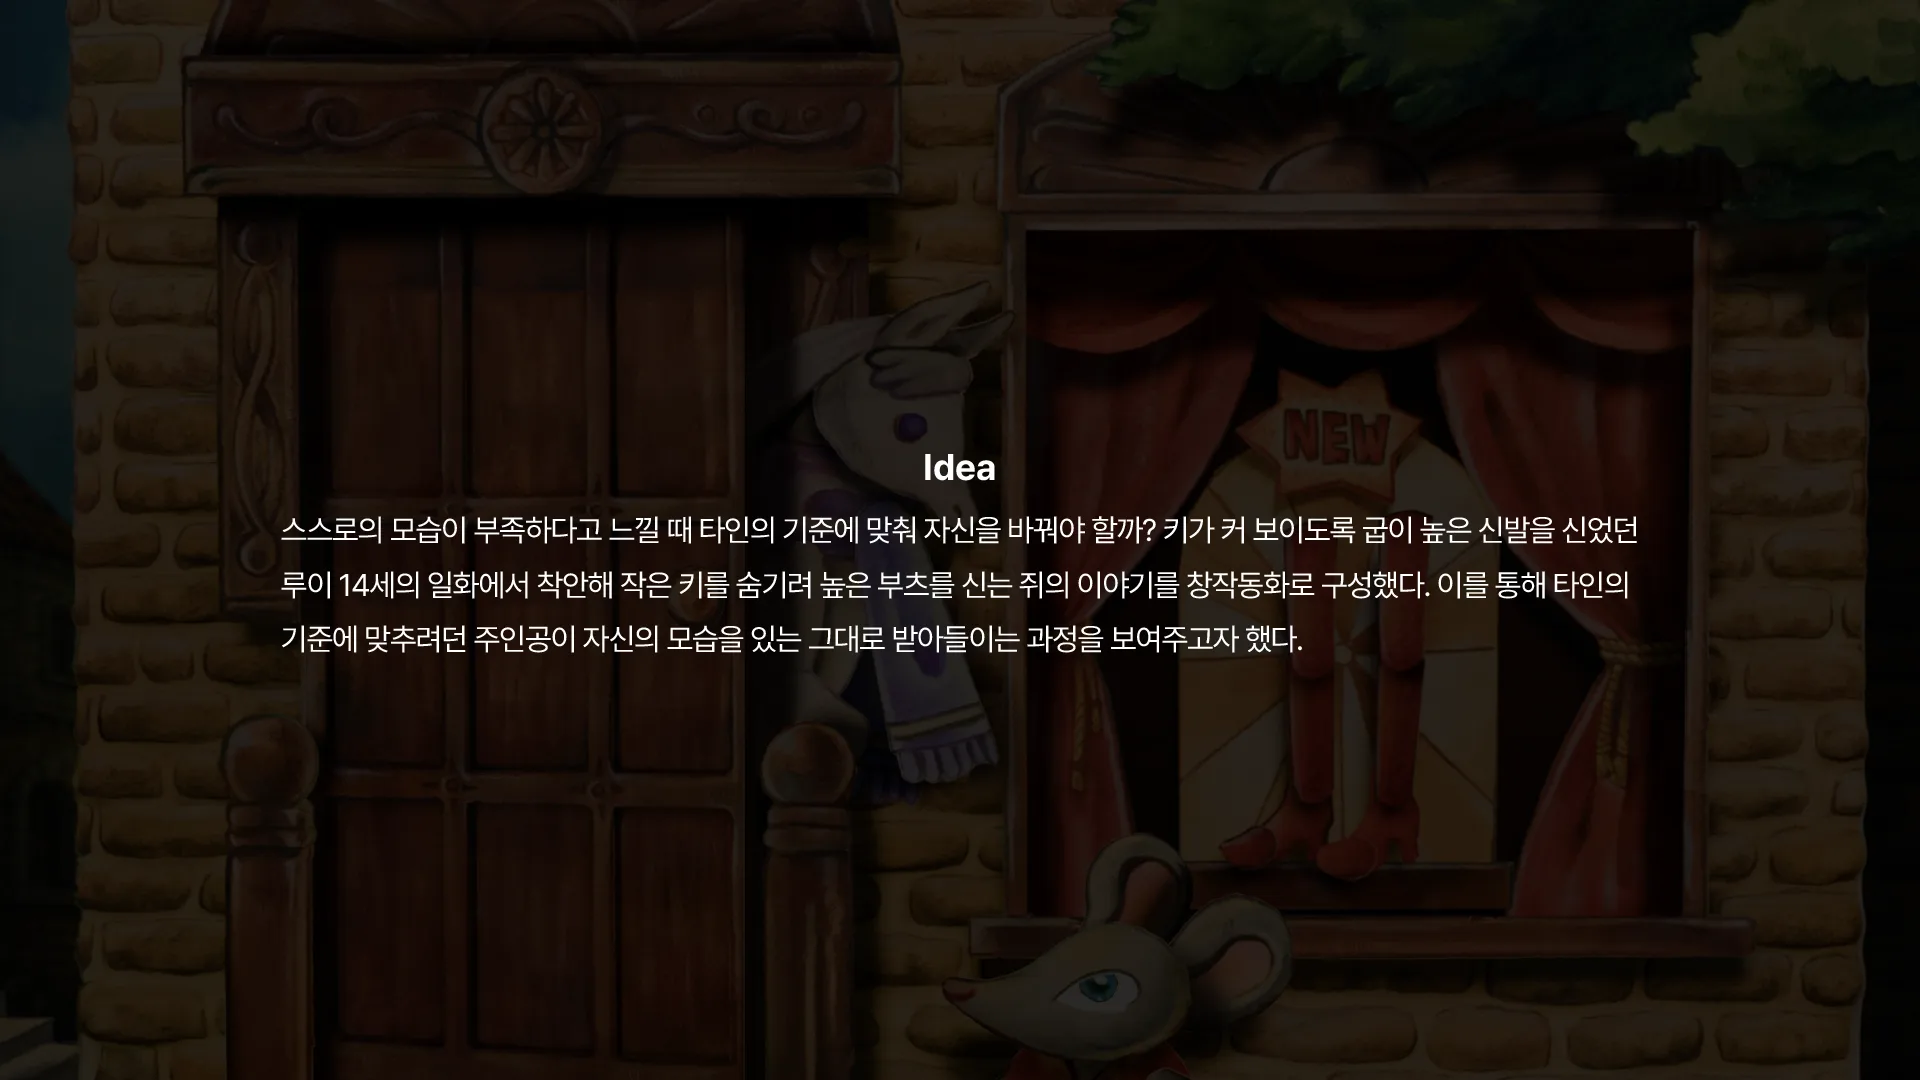 NEW
Idea
스스로의 모습이 부족하다고 느낄 때 타인의 기준에 맞춰 자신을 바꿔야 할까? 키가 커 보이도록 굽이 높은 신발을 신었던
루이 14세의 일화에서 착안해 작은 키를 숨기려 높은 부츠를 신는 쥐의 이야기를 창작동화로 구성했다. 이를 통해 타인의
기준에 맞추려던 주인공이 자신의 모습을 있는 그대로 받아들이는 과정을 보여주고자 했다.